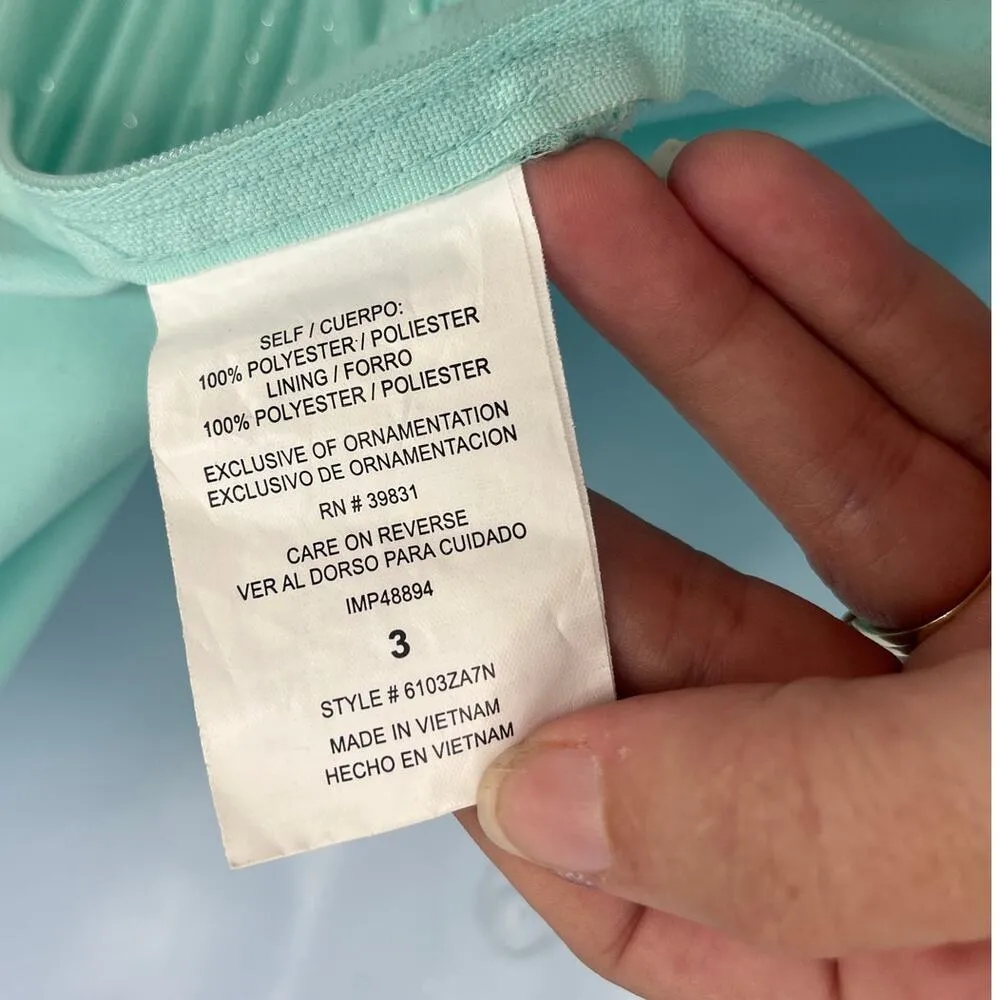 SELF / CUERPO:
100% POLYESTER / POLIESTER
LINING / FORRO
100% POLYESTER / POLIESTER
EXCLUSIVE OF ORNAMENTATION
EXCLUSIVO DE ORNAMENTACION
RN # 39831
CARE ON REVERSE
VER AL DORSO PARA CUIDADO
IMP48894
3
STYLE # 6103ZA7N
MADE IN VIETNAM
HECHO EN VIETNAM